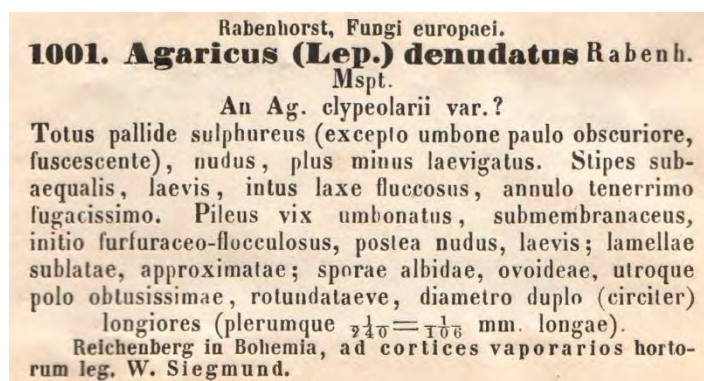 Rabenhorst, Fungi europaei.
1001. Agaricus (Lep.) denudatus Rabenh.
Mspt.
An Ag. clypeolarii var.?
Totus pallide sulphureus (excepto umbone paulo obscuriore,
fuscescente), nudus, plus minus laevigatus. Stipes sub-
aequalis, laevis, intus laxe fluccosus, annulo tenerrimo
fugacissimo. Pileus vix umbonatus, submembranaceus,
initio furfuraceo-flocculosus, postea nudus, laevis; lamellae
sublatae, approximatae; sporae albidae, ovoideae, utroque
polo obtusissimae, rotundataeve, diametro duplo (circiter)
longiores (plerumque 1/240=1/106 mm. longae).
Reichenberg in Bohemia, ad cortices vaporarios horto-
rum leg. W. Siegmund.